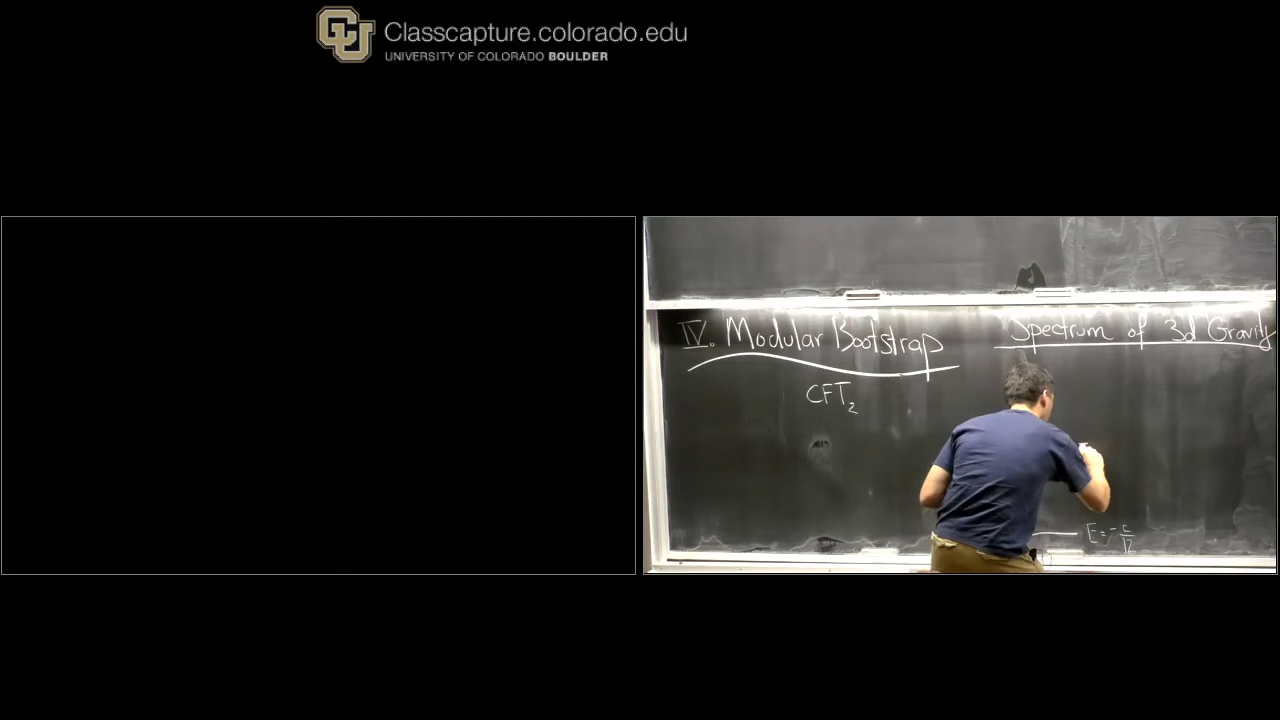 Classcapture.colorado.edu
UNIVERSITY OF COLORADO BOULDER
IV. Modular Bootstrap
CFT₂
Spectrum of 3d Gravity
E = -c/12